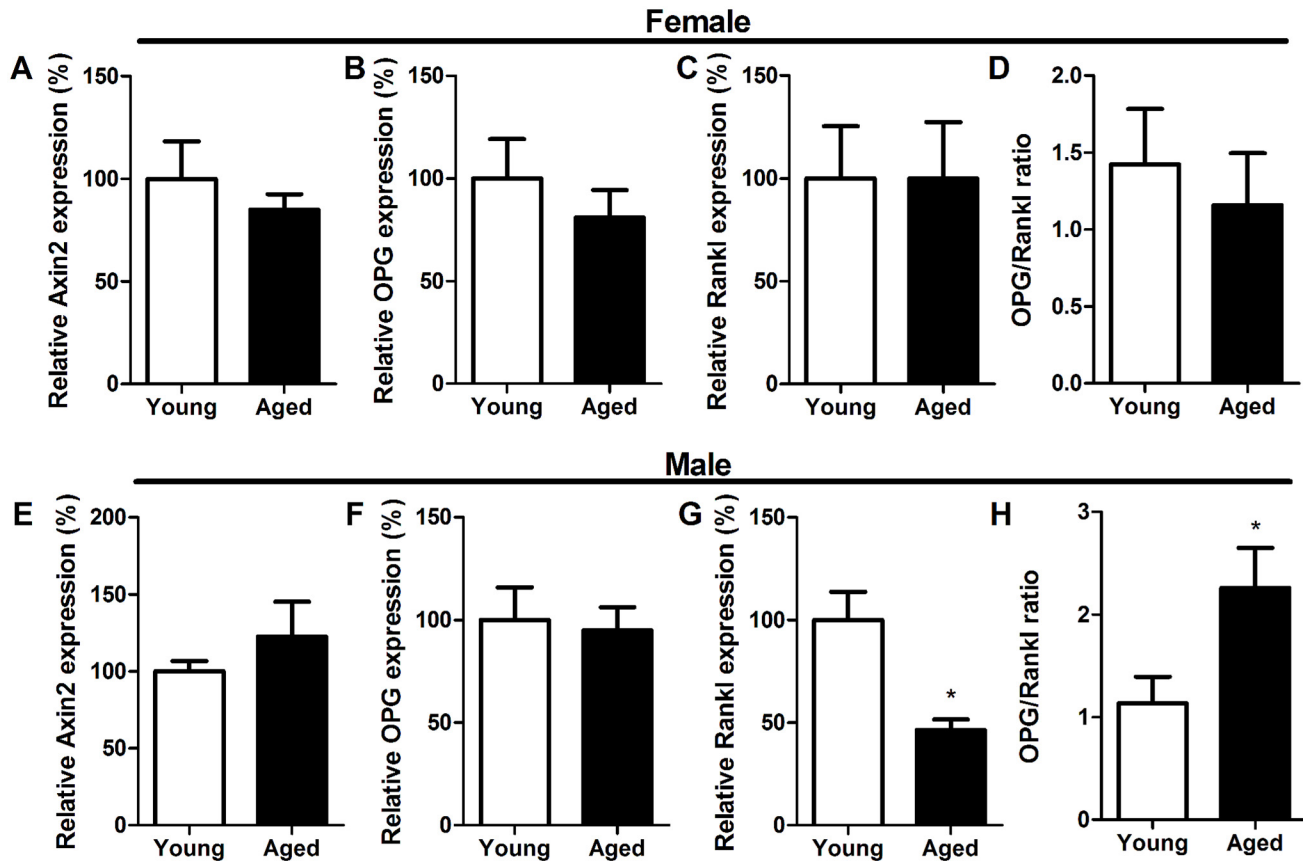 Female
A
Relative Axin2 expression (%)
150
100
50
0
Young Aged
B
Relative OPG expression (%)
150
100
50
0
Young Aged
C
Relative Rankl expression (%)
150
100
50
0
Young Aged
D
OPG/Rankl ratio
2.0
1.5
1.0
0.5
0.0
Young Aged
Male
E
Relative Axin2 expression (%)
200
150
100
50
0
Young Aged
F
Relative OPG expression (%)
150
100
50
0
Young Aged
G
Relative Rankl expression (%)
150
100
50
0
*
Young Aged
H
OPG/Rankl ratio
3
2
1
0
*
Young Aged